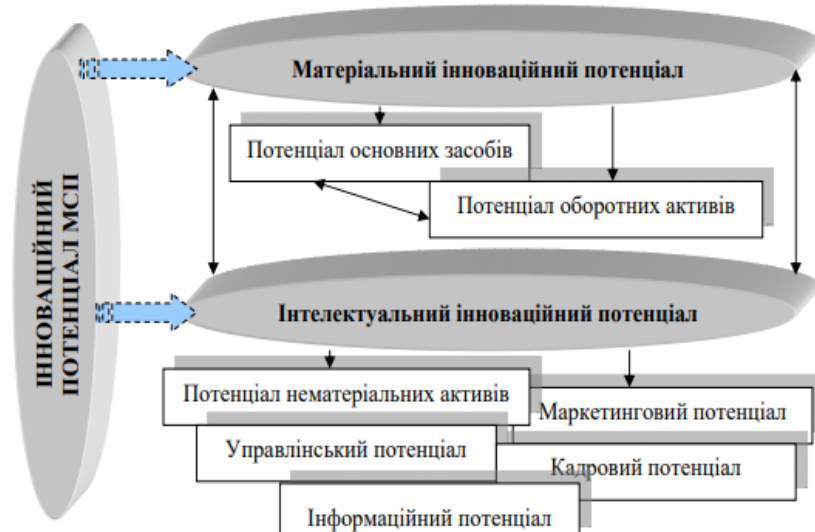 ІННОВАЦІЙНИЙ
ПОТЕНЦІАЛ МСП
Матеріальний інноваційний потенціал
Потенціал основних засобів
Потенціал оборотних активів
Інтелектуальний інноваційний потенціал
Потенціал нематеріальних активів
Маркетинговий потенціал
Управлінський потенціал
Кадровий потенціал
Інформаційний потенціал